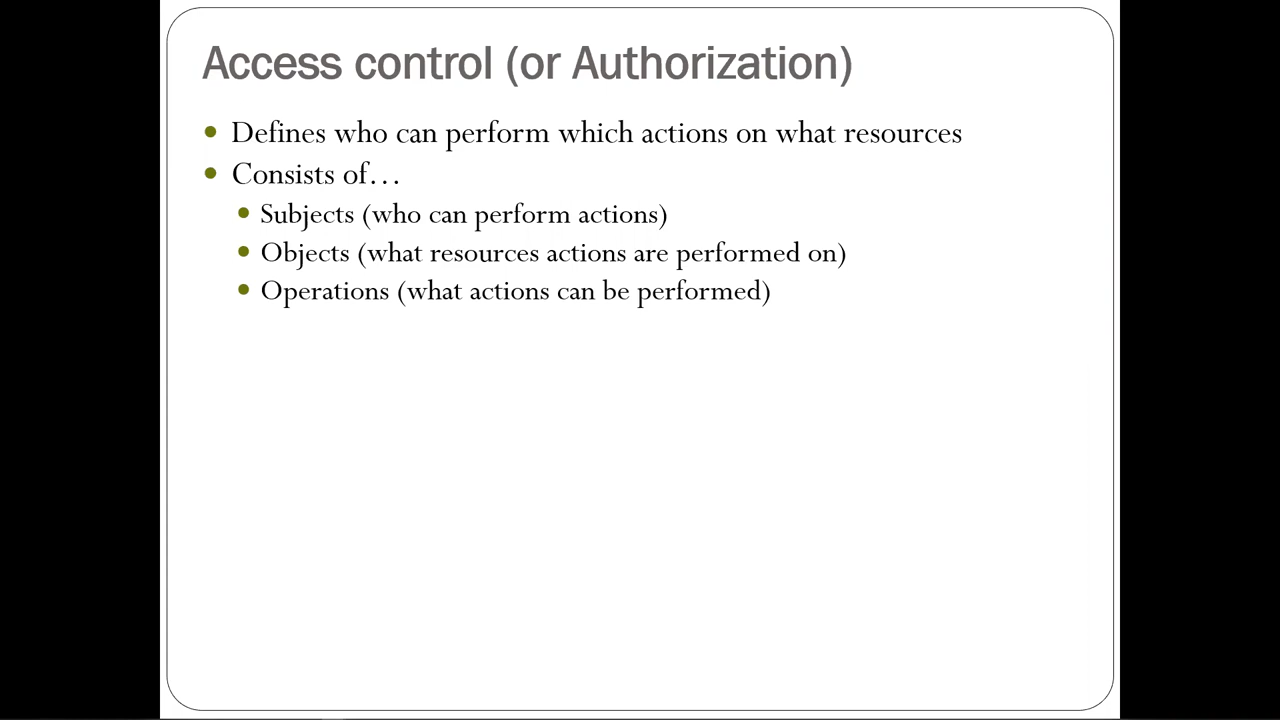 Access control (or Authorization)
Defines who can perform which actions on what resources
Consists of…
Subjects (who can perform actions)
Objects (what resources actions are performed on)
Operations (what actions can be performed)